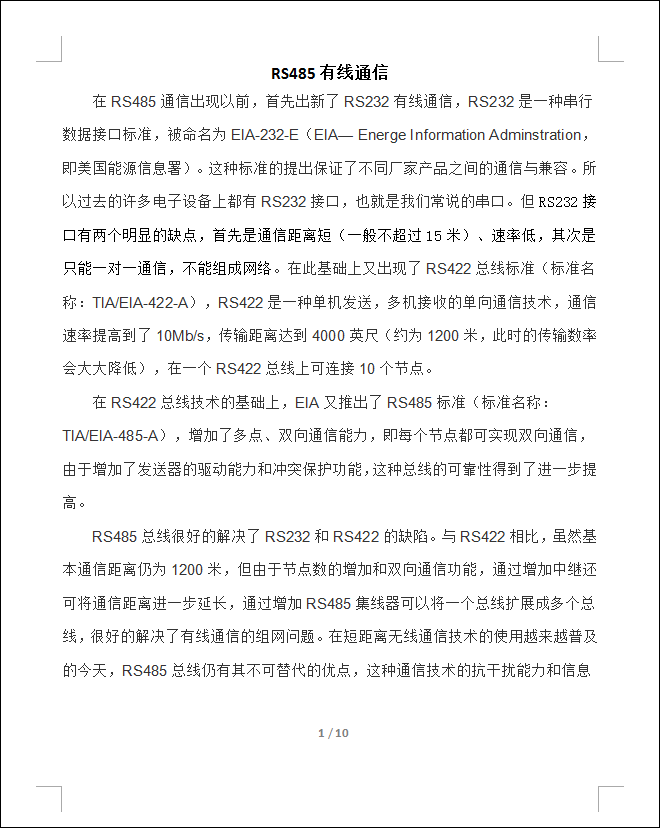 RS485 有线通信
在 RS485 通信出现以前，首先出新了 RS232 有线通信，RS232 是一种串行
数据接口标准，被命名为 EIA-232-E（EIA— Energe Information Adminstration，
即美国能源信息署）。这种标准的提出保证了不同厂家产品之间的通信与兼容。所
以过去的许多电子设备上都有 RS232 接口，也就是我们常说的串口。但 RS232 接
口有两个明显的缺点，首先是通信距离短（一般不超过 15 米）、速率低，其次是
只能一对一通信，不能组成网络。在此基础上又出现了 RS422 总线标准（标准名
称：TIA/EIA-422-A），RS422 是一种单机发送，多机接收的单向通信技术，通信
速率提高到了 10Mb/s，传输距离达到 4000 英尺（约为 1200 米，此时的传输数率
会大大降低），在一个 RS422 总线上可连接 10 个节点。
在 RS422 总线技术的基础上，EIA 又推出了 RS485 标准（标准名称：
TIA/EIA-485-A），增加了多点、双向通信能力，即每个节点都可实现双向通信，
由于增加了发送器的驱动能力和冲突保护功能，这种总线的可靠性得到了进一步提
高。
RS485 总线很好的解决了 RS232 和 RS422 的缺陷。与 RS422 相比，虽然基
本通信距离仍为 1200 米，但由于节点数的增加和双向通信功能，通过增加中继还
可将通信距离进一步延长，通过增加 RS485 集线器可以将一个总线扩展成多个总
线，很好的解决了有线通信的组网问题。在短距离无线通信技术的使用越来越普及
的今天，RS485 总线仍有其不可替代的优点，这种通信技术的抗干扰能力和信息
1 / 10